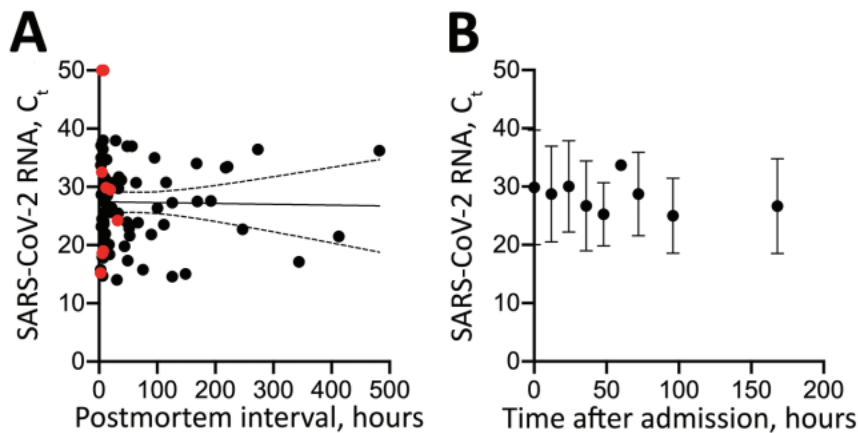 A
SARS-CoV-2 RNA, Ct
50
40
30
20
10
0
0 100 200 300 400 500
Postmortem interval, hours
B
SARS-CoV-2 RNA, Ct
50
40
30
20
10
0
0 50 100 150 200
Time after admission, hours